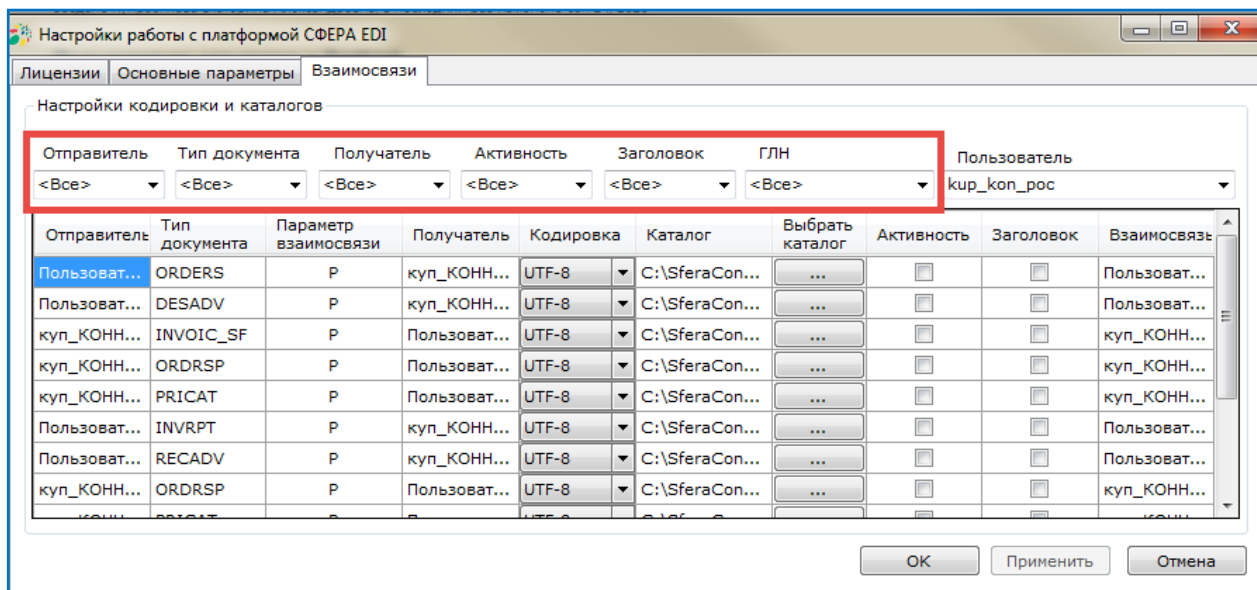 Настройки работы с платформой СФЕРА EDI
Лицензии Основные параметры Взаимосвязи
Настройки кодировки и каталогов
Отправитель Тип документа Получатель Активность Заголовок ГЛН Пользователь
<Все> <Все> <Все> <Все> <Все> <Все> kup_kon_poc
Отправитель Тип документа Параметр взаимосвязи Получатель Кодировка Каталог Выбрать каталог Активность Заголовок Взаимосвязь
Пользоват... ORDERS P куп_КОНН... UTF-8 C:\SferaCon... ... Пользоват...
Пользоват... DESADV P куп_КОНН... UTF-8 C:\SferaCon... ... Пользоват...
куп_КОНН... INVOIC_SF P Пользоват... UTF-8 C:\SferaCon... ... куп_КОНН...
куп_КОНН... ORDRSP P Пользоват... UTF-8 C:\SferaCon... ... куп_КОНН...
куп_КОНН... PRICAT P Пользоват... UTF-8 C:\SferaCon... ... куп_КОНН...
Пользоват... INVRPT P куп_КОНН... UTF-8 C:\SferaCon... ... Пользоват...
Пользоват... RECADV P куп_КОНН... UTF-8 C:\SferaCon... ... Пользоват...
куп_КОНН... ORDRSP P Пользоват... UTF-8 C:\SferaCon... ... куп_КОНН...
OK Применить Отмена